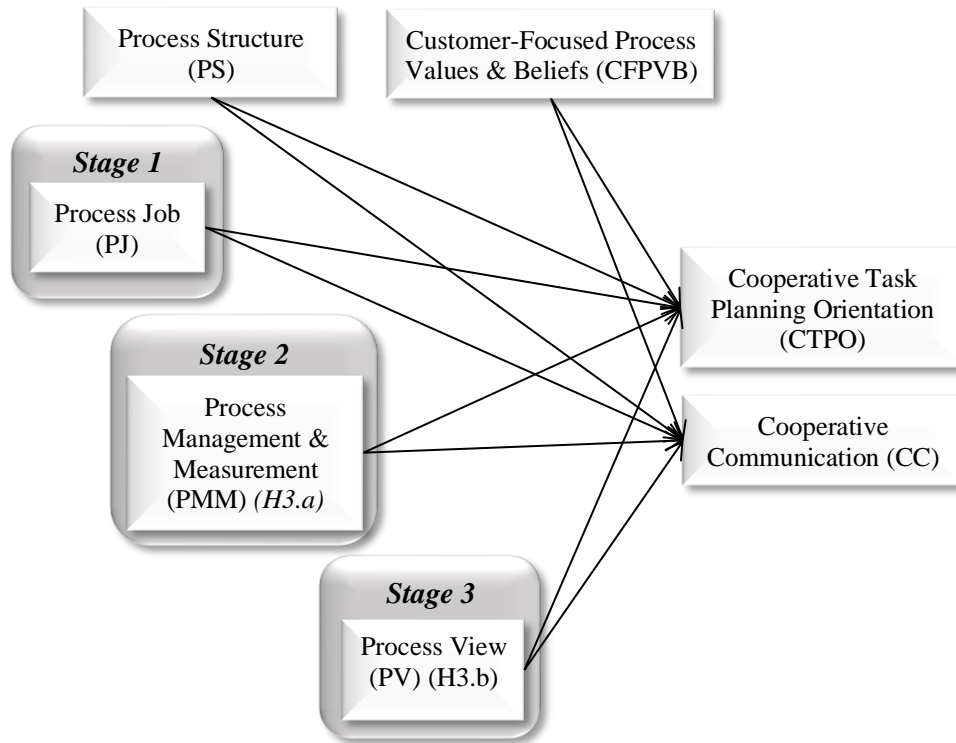 Process Structure
(PS)
Customer-Focused Process
Values & Beliefs (CFPVB)
Stage 1
Process Job
(PJ)
Stage 2
Process
Management &
Measurement
(PMM) (H3.a)
Stage 3
Process View
(PV) (H3.b)
Cooperative Task
Planning Orientation
(CTPO)
Cooperative
Communication (CC)